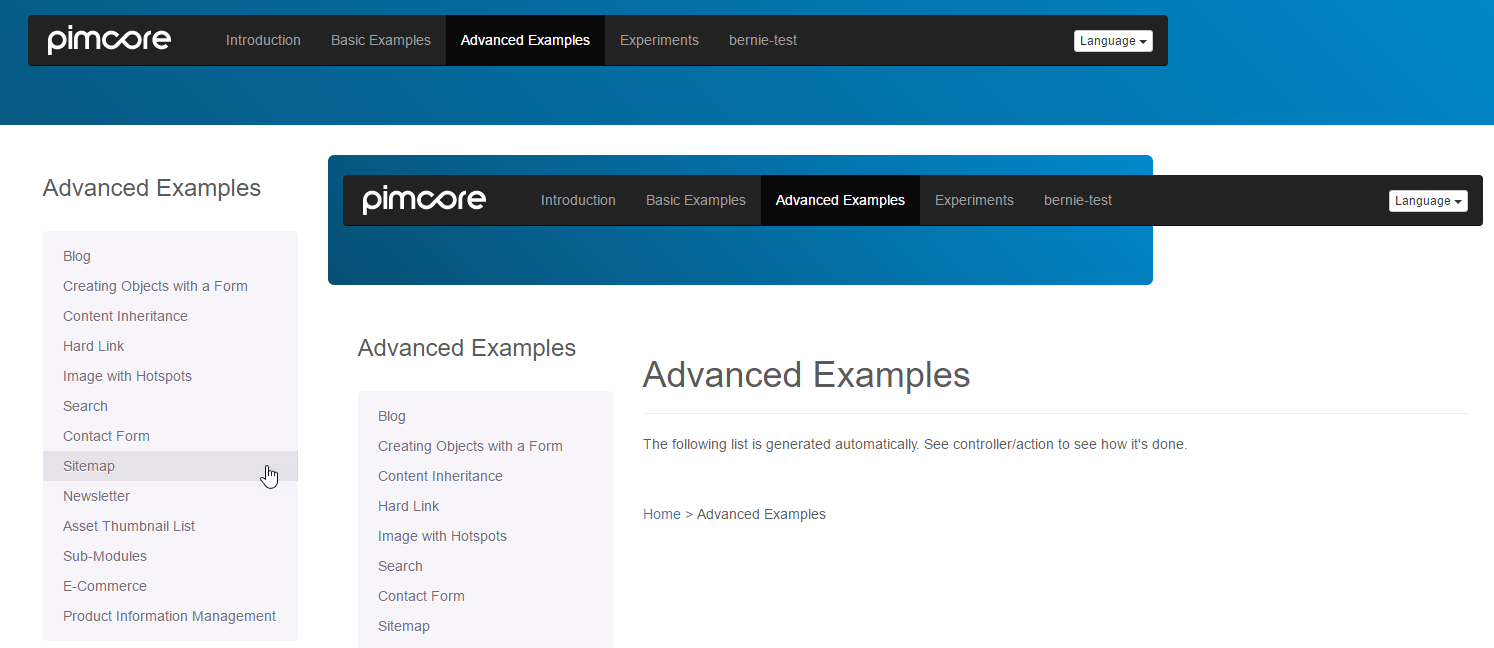 pimcore Introduction Basic Examples Advanced Examples Experiments bernie-test Language
Advanced Examples
Blog
Creating Objects with a Form
Content Inheritance
Hard Link
Image with Hotspots
Search
Contact Form
Sitemap
Newsletter
Asset Thumbnail List
Sub-Modules
E-Commerce
Product Information Management
pimcore Introduction Basic Examples Advanced Examples Experiments bernie-test Language
Advanced Examples
Blog
Creating Objects with a Form
Content Inheritance
Hard Link
Image with Hotspots
Search
Contact Form
Sitemap
Advanced Examples
The following list is generated automatically. See controller/action to see how it's done.
Home > Advanced Examples